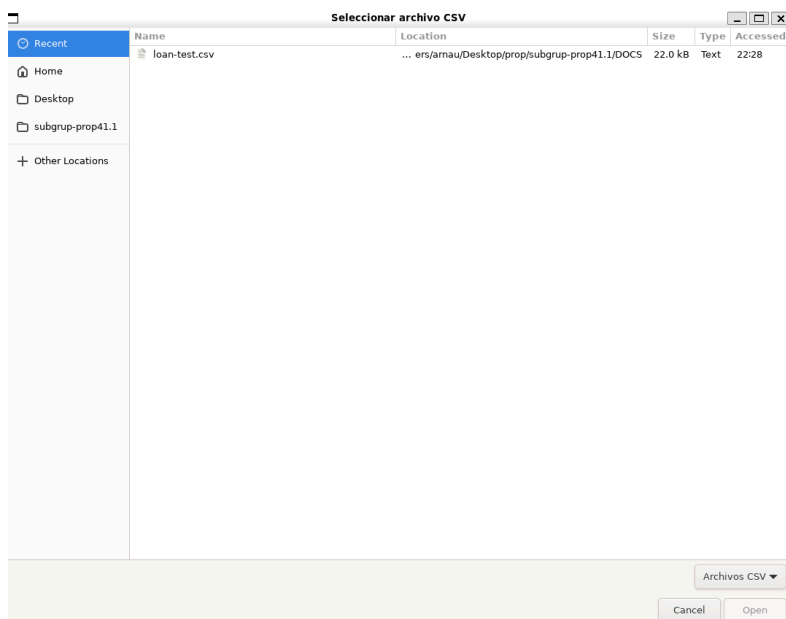 Seleccionar archivo CSV
Recent
Home
Desktop
subgrup-prop41.1
Other Locations
Name Location Size Type Accessed
loan-test.csv ... ers/arnau/Desktop/prop/subgrup-prop41.1/DOCS 22.0 kB Text 22:28
Archivos CSV
Cancel Open